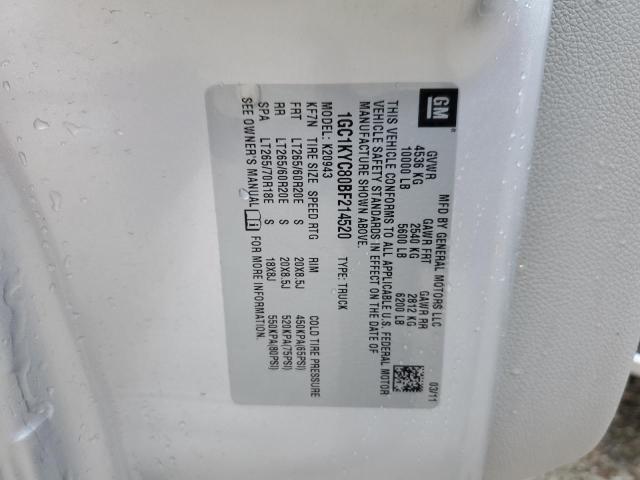 GM
®
MFD BY GENERAL MOTORS LLC
03/11
GVWR GAWR FRT GAWR RR
4536 KG 2540 KG 2812 KG
10000 LB 5600 LB 6200 LB
THIS VEHICLE CONFORMS TO ALL APPLICABLE U.S. FEDERAL MOTOR
VEHICLE SAFETY STANDARDS IN EFFECT ON THE DATE OF
MANUFACTURE SHOWN ABOVE.
1GC1KYC80BF214520 TYPE: TRUCK
MODEL: K20943
KF7N TIRE SIZE SPEED RTG RIM COLD TIRE PRESSURE
FRT LT265/60R20E S 20X8.5J 450KPA(65PSI)
RR LT265/60R20E S 20X8.5J 520KPA(75PSI)
SPA LT265/70R18E S 18X8J 550KPA(80PSI)
SEE OWNER'S MANUAL i FOR MORE INFORMATION.